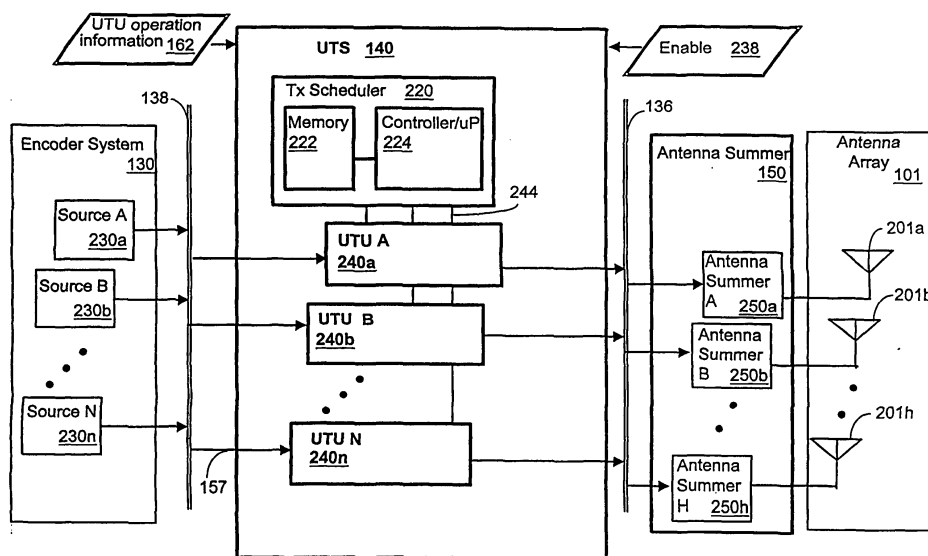 UTU operation
information 162
UTS 140
Enable 238
138
136
Tx Scheduler 220
Memory
222
Controller/uP
224
Encoder System
130
Antenna Summer
150
Antenna
Array
101
244
Source A
230a
UTU A
240a
201a
Source B
230b
Antenna
Summer
A 250a
201b
UTU B
240b
Antenna
Summer
B 250b
Source N
230n
UTU N
240n
201h
157
Antenna
Summer
H 250h